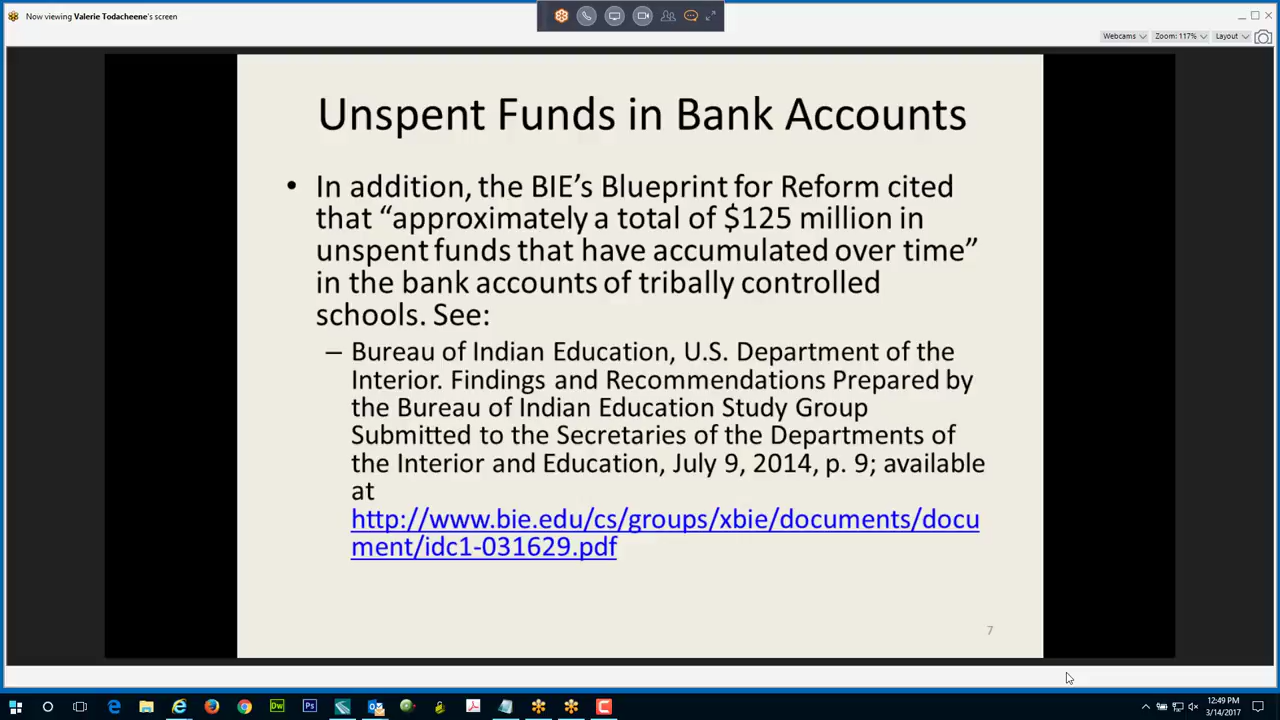 Now viewing Valerie Todacheene's screen
Webcams Zoom: 117% Layout
Unspent Funds in Bank Accounts
• In addition, the BIE’s Blueprint for Reform cited
that “approximately a total of $125 million in
unspent funds that have accumulated over time”
in the bank accounts of tribally controlled
schools. See:
– Bureau of Indian Education, U.S. Department of the
Interior. Findings and Recommendations Prepared by
the Bureau of Indian Education Study Group
Submitted to the Secretaries of the Departments of
the Interior and Education, July 9, 2014, p. 9; available
at
http://www.bie.edu/cs/groups/xbie/documents/docu
ment/idc1-031629.pdf
7
Dw Ps
12:49 PM
3/14/2017